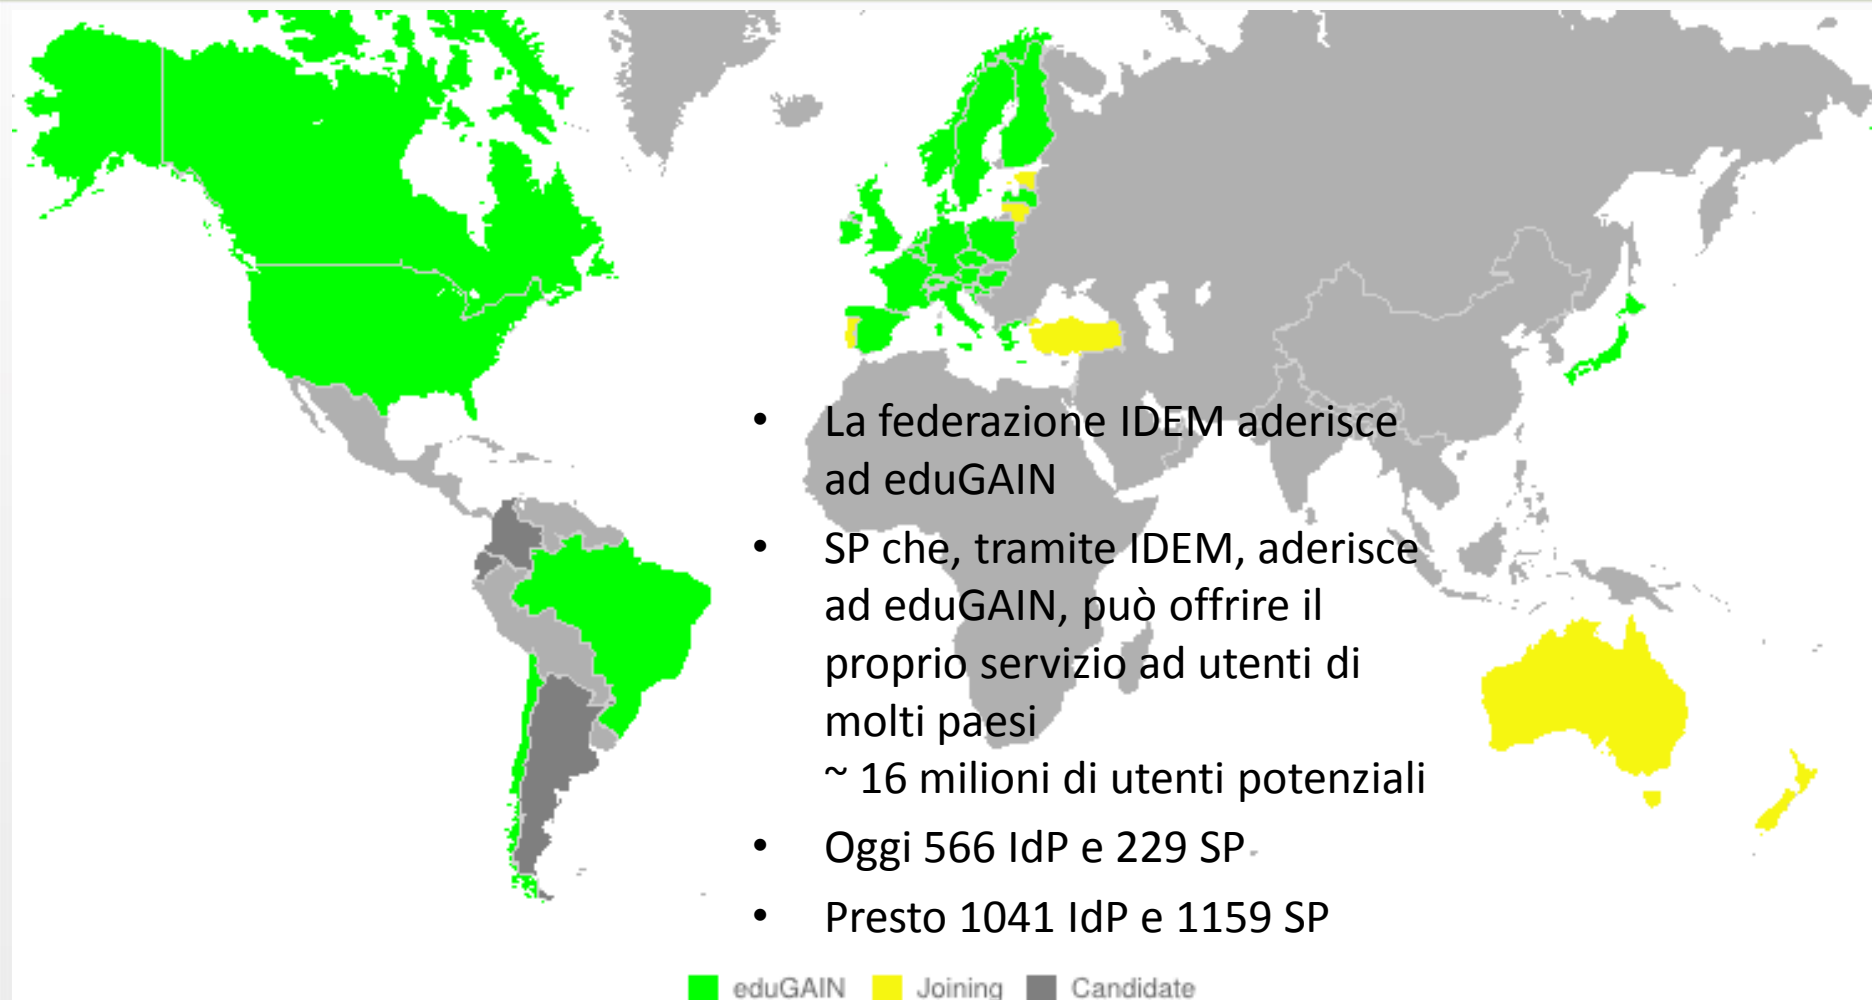 • La federazione IDEM aderisce
ad eduGAIN
• SP che, tramite IDEM, aderisce
ad eduGAIN, può offrire il
proprio servizio ad utenti di
molti paesi
~ 16 milioni di utenti potenziali
• Oggi 566 IdP e 229 SP
• Presto 1041 IdP e 1159 SP
eduGAIN Joining Candidate